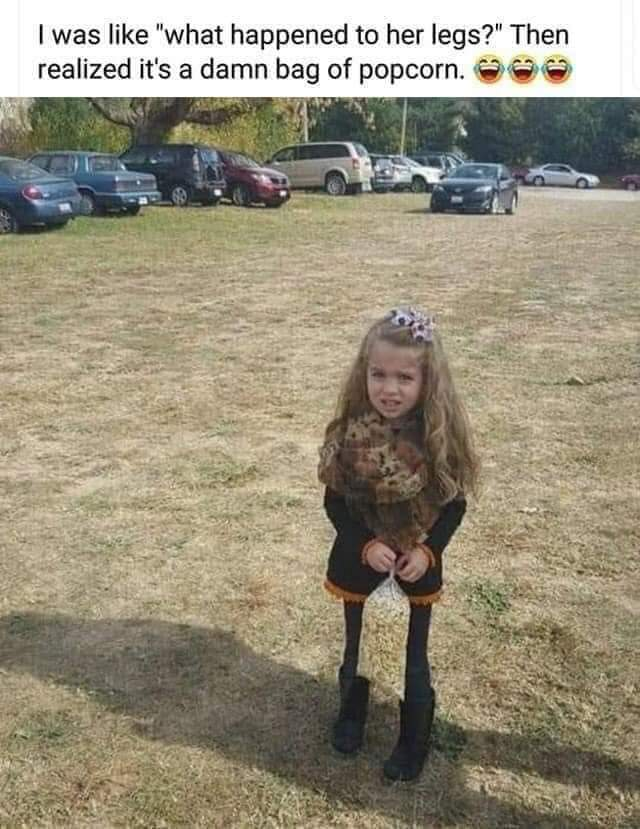 I was like "what happened to her legs?" Then
realized it's a damn bag of popcorn. 😂😂😂